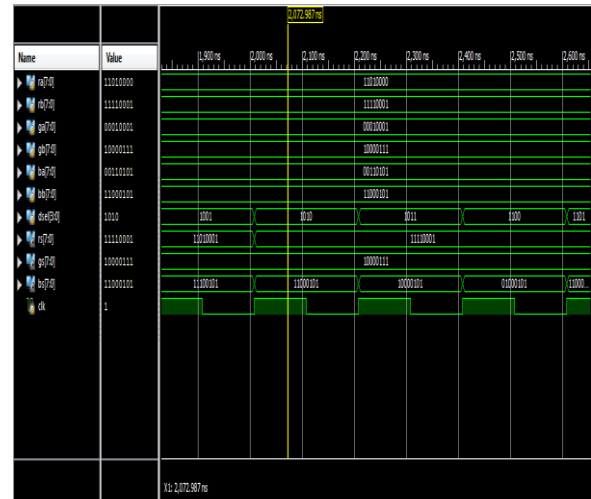 2,072.987 ns
Name Value 1,900 ns 2,000 ns 2,100 ns 2,200 ns 2,300 ns 2,400 ns 2,500 ns 2,600 ns
ra[7:0] 11010000 11010000
rb[7:0] 11110001 11110001
ga[7:0] 00010001 00010001
gb[7:0] 10000111 10000111
ba[7:0] 00110101 00110101
bb[7:0] 11000101 11000101
dsel[3:0] 1010 1001 1010 1011 1100 1101
rs[7:0] 11110001 11010001 11110001
gs[7:0] 10000111 10000111
bs[7:0] 11000101 11100101 11000101 10000101 01000101 11000...
clk 1
X1: 2,072.987 ns